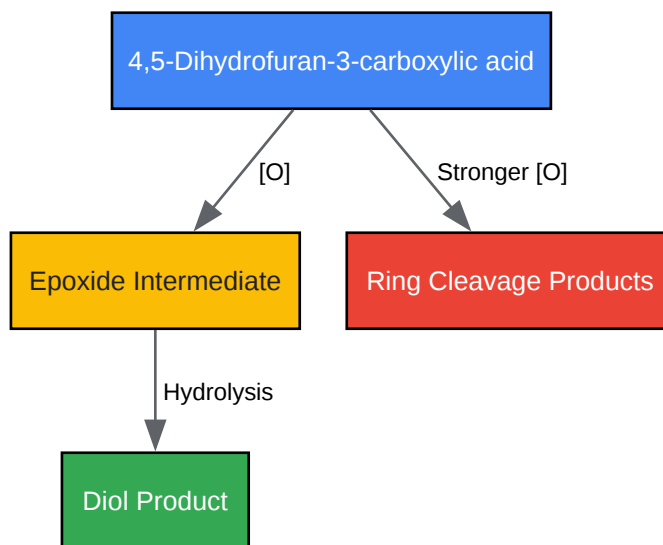 4,5-Dihydrofuran-3-carboxylic acid
[O]
Stronger [O]
Epoxide Intermediate
Ring Cleavage Products
Hydrolysis
Diol Product